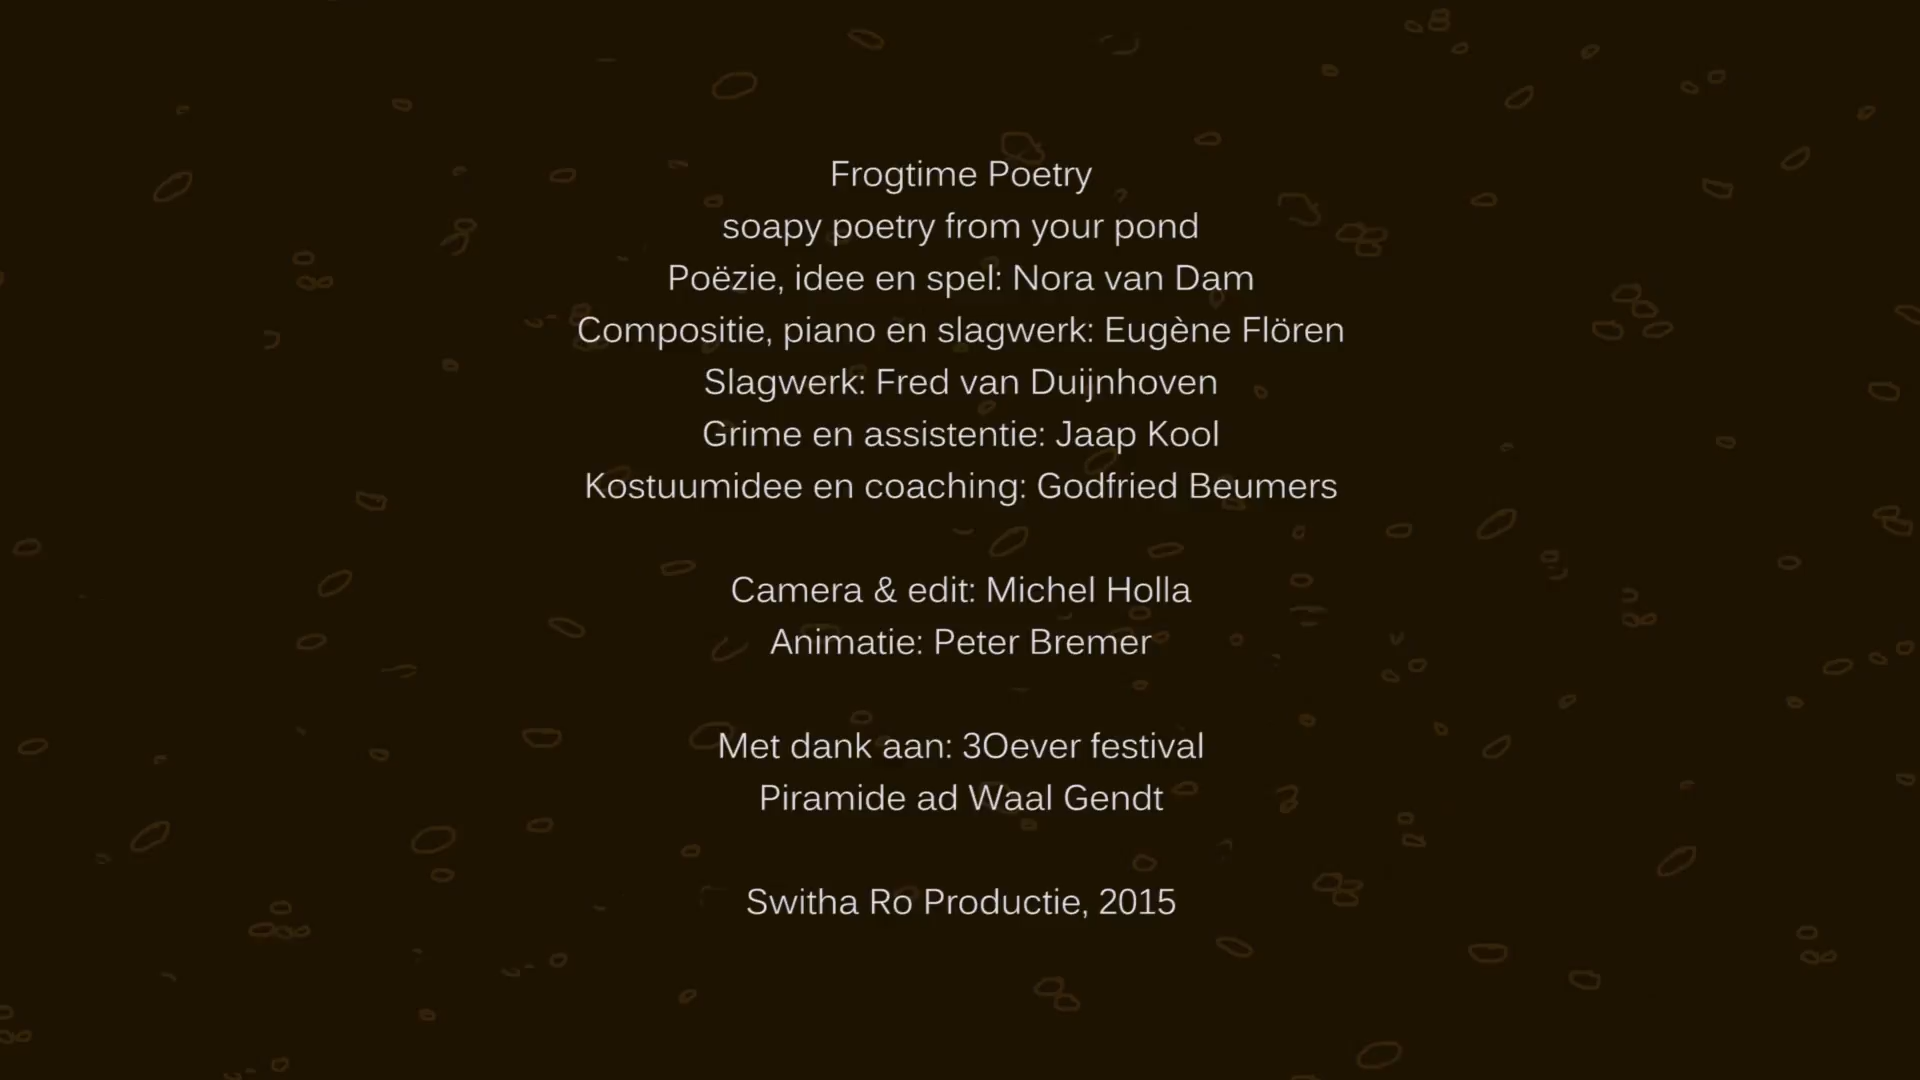 Frogtime Poetry
soapy poetry from your pond
Poëzie, idee en spel: Nora van Dam
Compositie, piano en slagwerk: Eugène Flören
Slagwerk: Fred van Duijnhoven
Grime en assistentie: Jaap Kool
Kostuumidee en coaching: Godfried Beumers
Camera & edit: Michel Holla
Animatie: Peter Bremer
Met dank aan: 3Oever festival
Piramide ad Waal Gendt
Switha Ro Productie, 2015